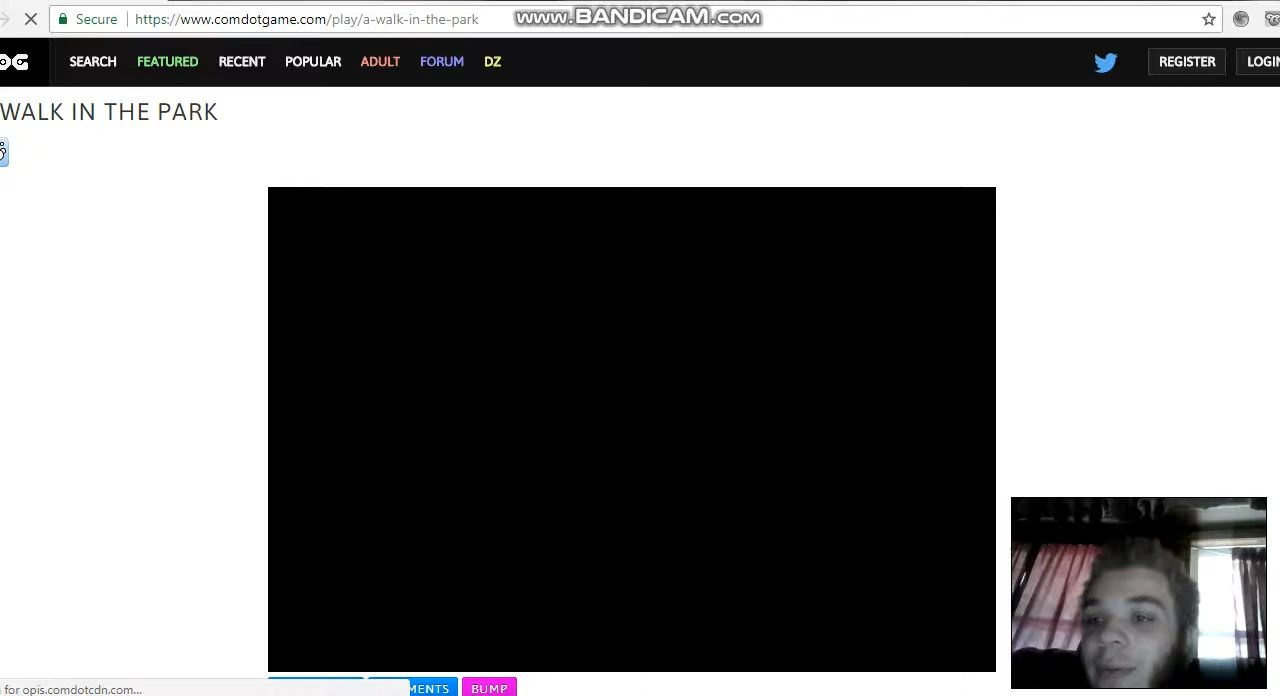 Secure https://www.comdotgame.com/play/a-walk-in-the-park
www.BANDICAM.com
SEARCH FEATURED RECENT POPULAR ADULT FORUM DZ REGISTER
WALK IN THE PARK
BUMP
for opis.comdotcdn.com...